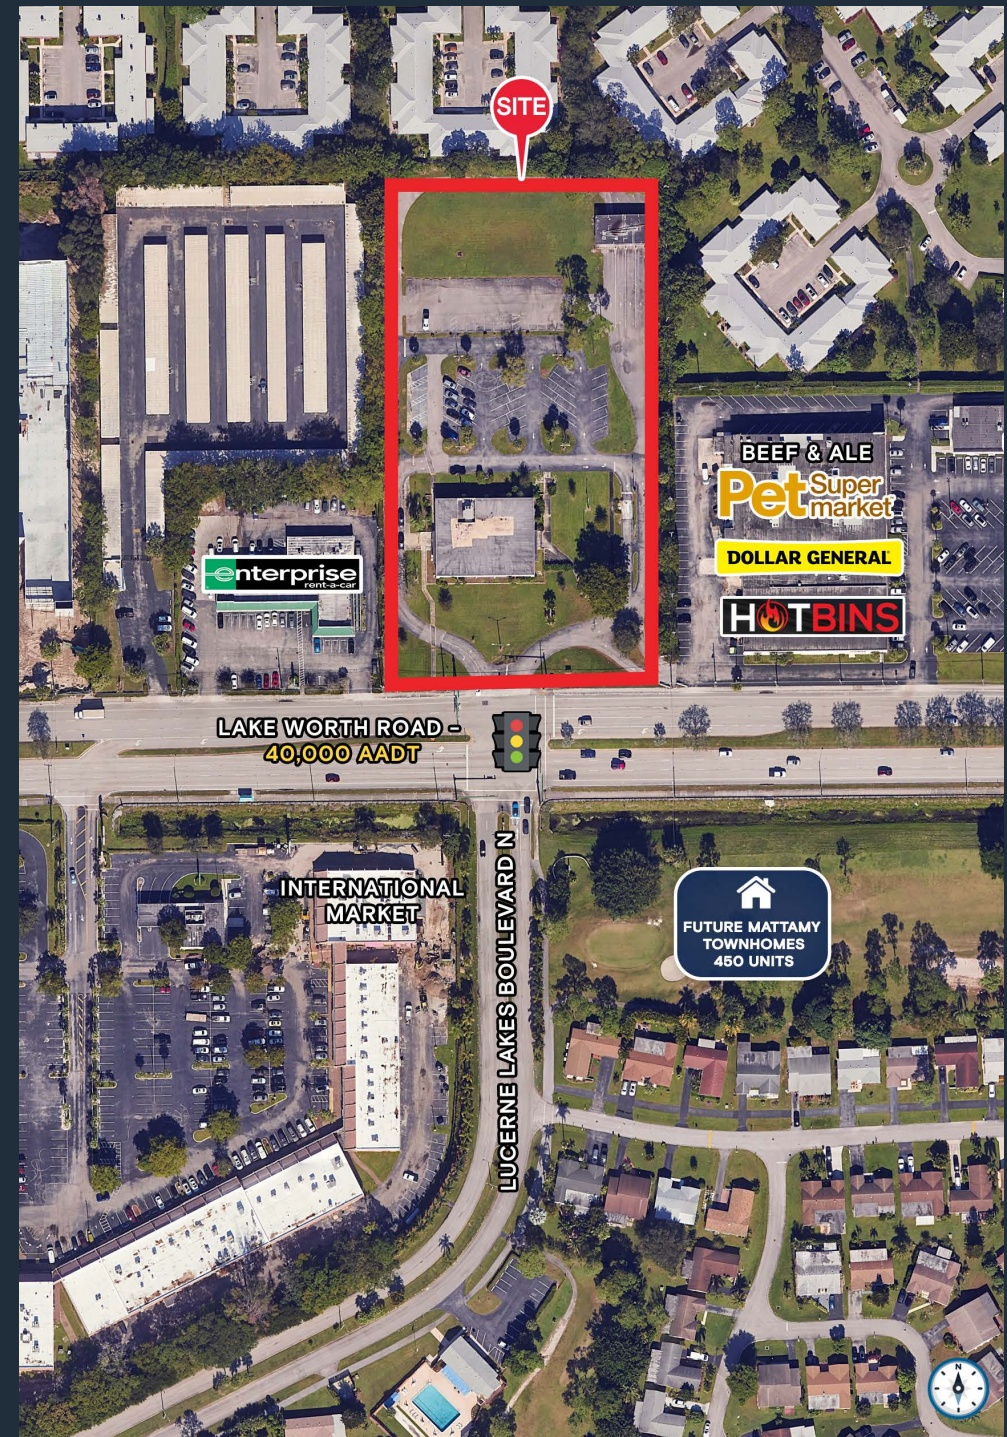 SITE
BEEF & ALE
Pet Super
market
DOLLAR GENERAL
enterprise
rent-a-car
HOTBINS
LAKE WORTH ROAD -
40,000 AADT
LUCERNE LAKES BOULEVARD N
INTERNATIONAL
MARKET
FUTURE MATTAMY
TOWNHOMES
450 UNITS
N